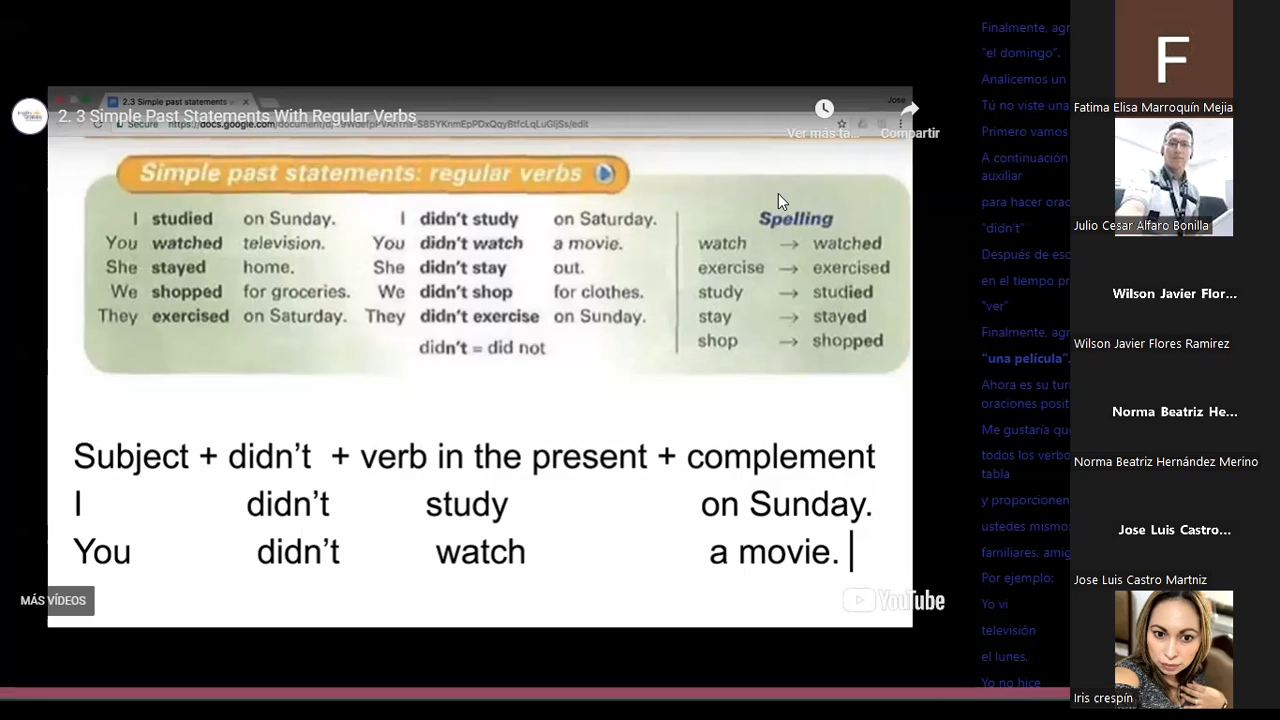 2.3 Simple past statements
Jose
2. 3 Simple Past Statements With Regular Verbs
Secure
Ver más ta...
Compartir
Simple past statements: regular verbs
I studied on Sunday. I didn't study on Saturday.
You watched television. You didn't watch a movie.
She stayed home. She didn't stay out.
We shopped for groceries. We didn't shop for clothes.
They exercised on Saturday. They didn't exercise on Sunday.
didn't = did not
Spelling
watch → watched
exercise → exercised
study → studied
stay → stayed
shop → shopped
Subject + didn't + verb in the present + complement
I didn't study on Sunday.
You didn't watch a movie.
MÁS VÍDEOS
YouTube
Finalmente, agr
"el domingo".
Analicemos un
Tú no viste una
Primero vamos
A continuación
auxiliar
para hacer orac
"didn't"
Después de esc
en el tiempo pr
"ver"
Finalmente, agr
"una película".
Ahora es su turn
oraciones posit
Me gustaría que
todos los verbo
tabla
y proporcionen
ustedes mismos
familiares, amig
Por ejemplo:
Yo vi
televisión
el lunes.
Yo no hice
F
Fatima Elisa Marroquín Mejia
Julio Cesar Alfaro Bonilla
Wilson Javier Flor...
Wilson Javier Flores Ramirez
Norma Beatriz He...
Norma Beatriz Hernández Merino
Jose Luis Castro...
Jose Luis Castro Martniz
Iris crespín